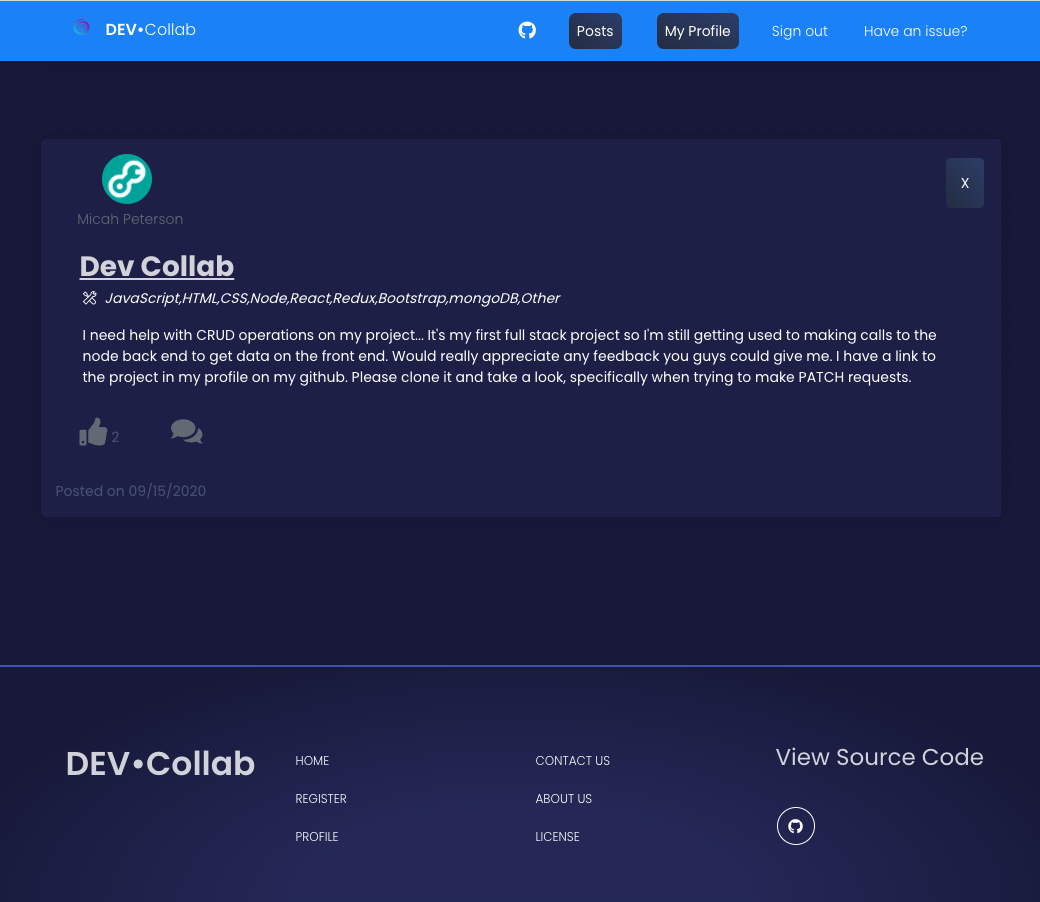 DEV•Collab
Posts
My Profile
Sign out
Have an issue?
Micah Peterson
X
Dev Collab
JavaScript,HTML,CSS,Node,React,Redux,Bootstrap,mongoDB,Other
I need help with CRUD operations on my project... It's my first full stack project so I'm still getting used to making calls to the
node back end to get data on the front end. Would really appreciate any feedback you guys could give me. I have a link to
the project in my profile on my github. Please clone it and take a look, specifically when trying to make PATCH requests.
2
Posted on 09/15/2020
DEV•Collab
HOME
REGISTER
PROFILE
CONTACT US
ABOUT US
LICENSE
View Source Code